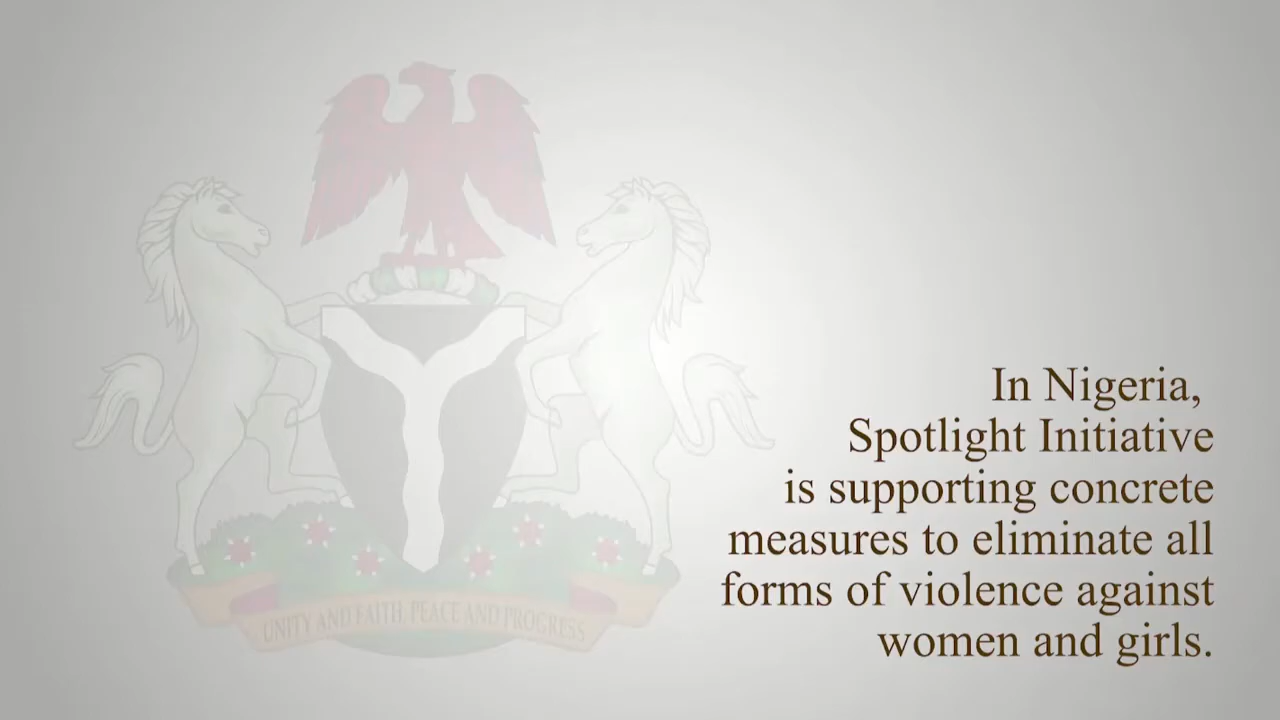 UNITY AND FAITH, PEACE AND PROGRESS
In Nigeria,
Spotlight Initiative
is supporting concrete
measures to eliminate all
forms of violence against
women and girls.